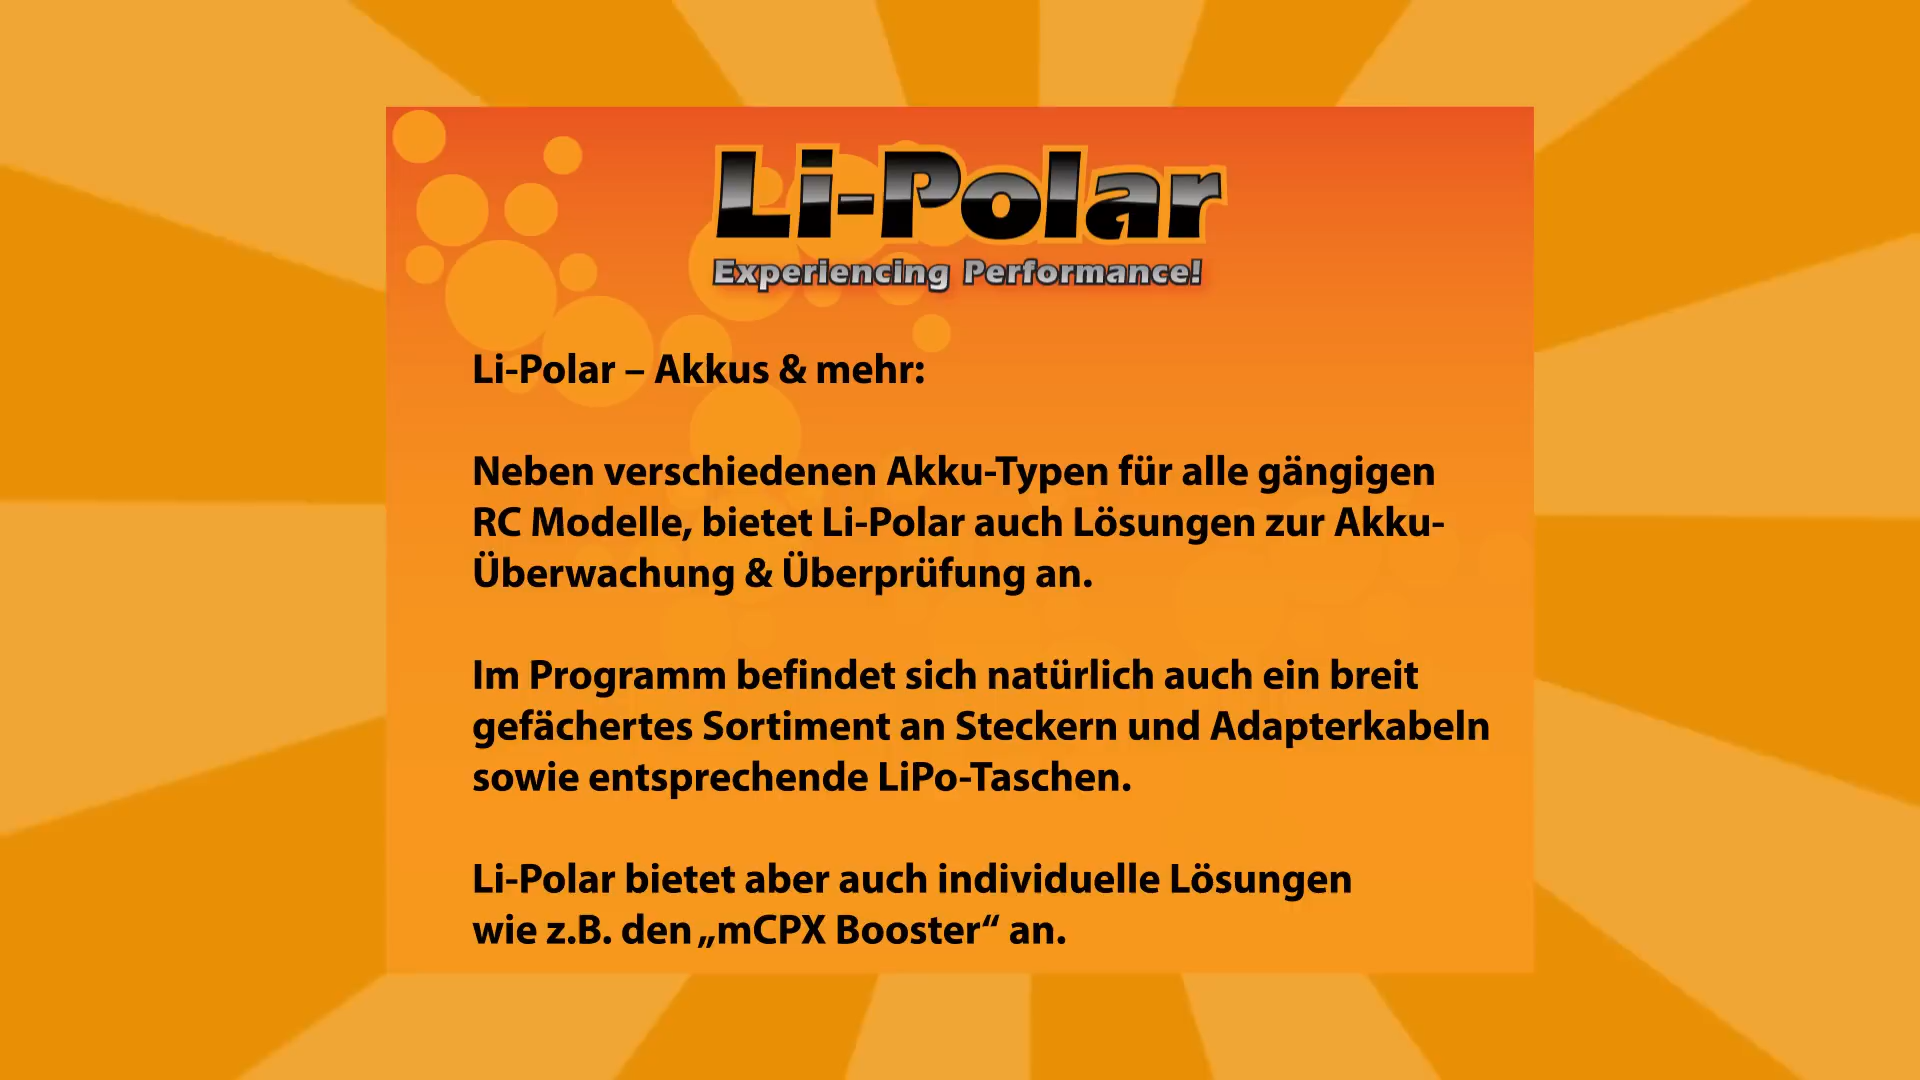 Li-Polar
Experiencing Performance!
Li-Polar – Akkus & mehr:
Neben verschiedenen Akku-Typen für alle gängigen
RC Modelle, bietet Li-Polar auch Lösungen zur Akku-
Überwachung & Überprüfung an.
Im Programm befindet sich natürlich auch ein breit
gefächertes Sortiment an Steckern und Adapterkabeln
sowie entsprechende LiPo-Taschen.
Li-Polar bietet aber auch individuelle Lösungen
wie z.B. den „mCPX Booster“ an.